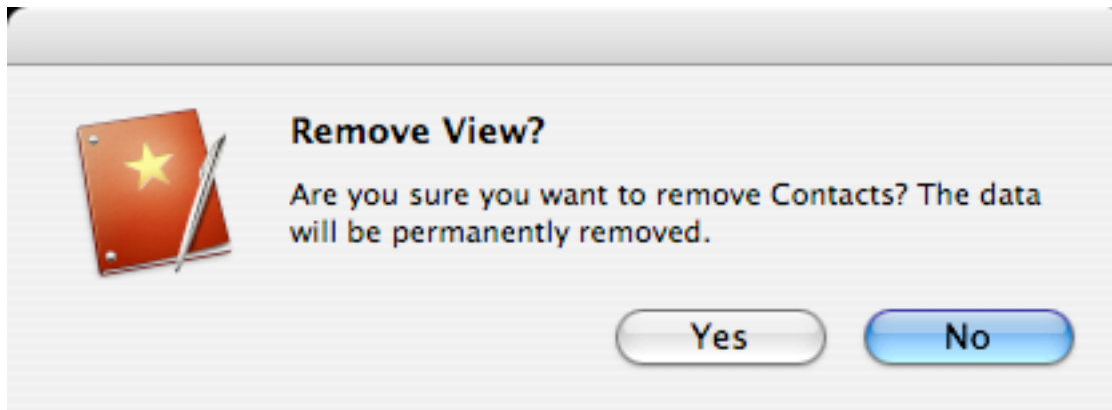 Remove View?
Are you sure you want to remove Contacts? The data
will be permanently removed.
Yes
No